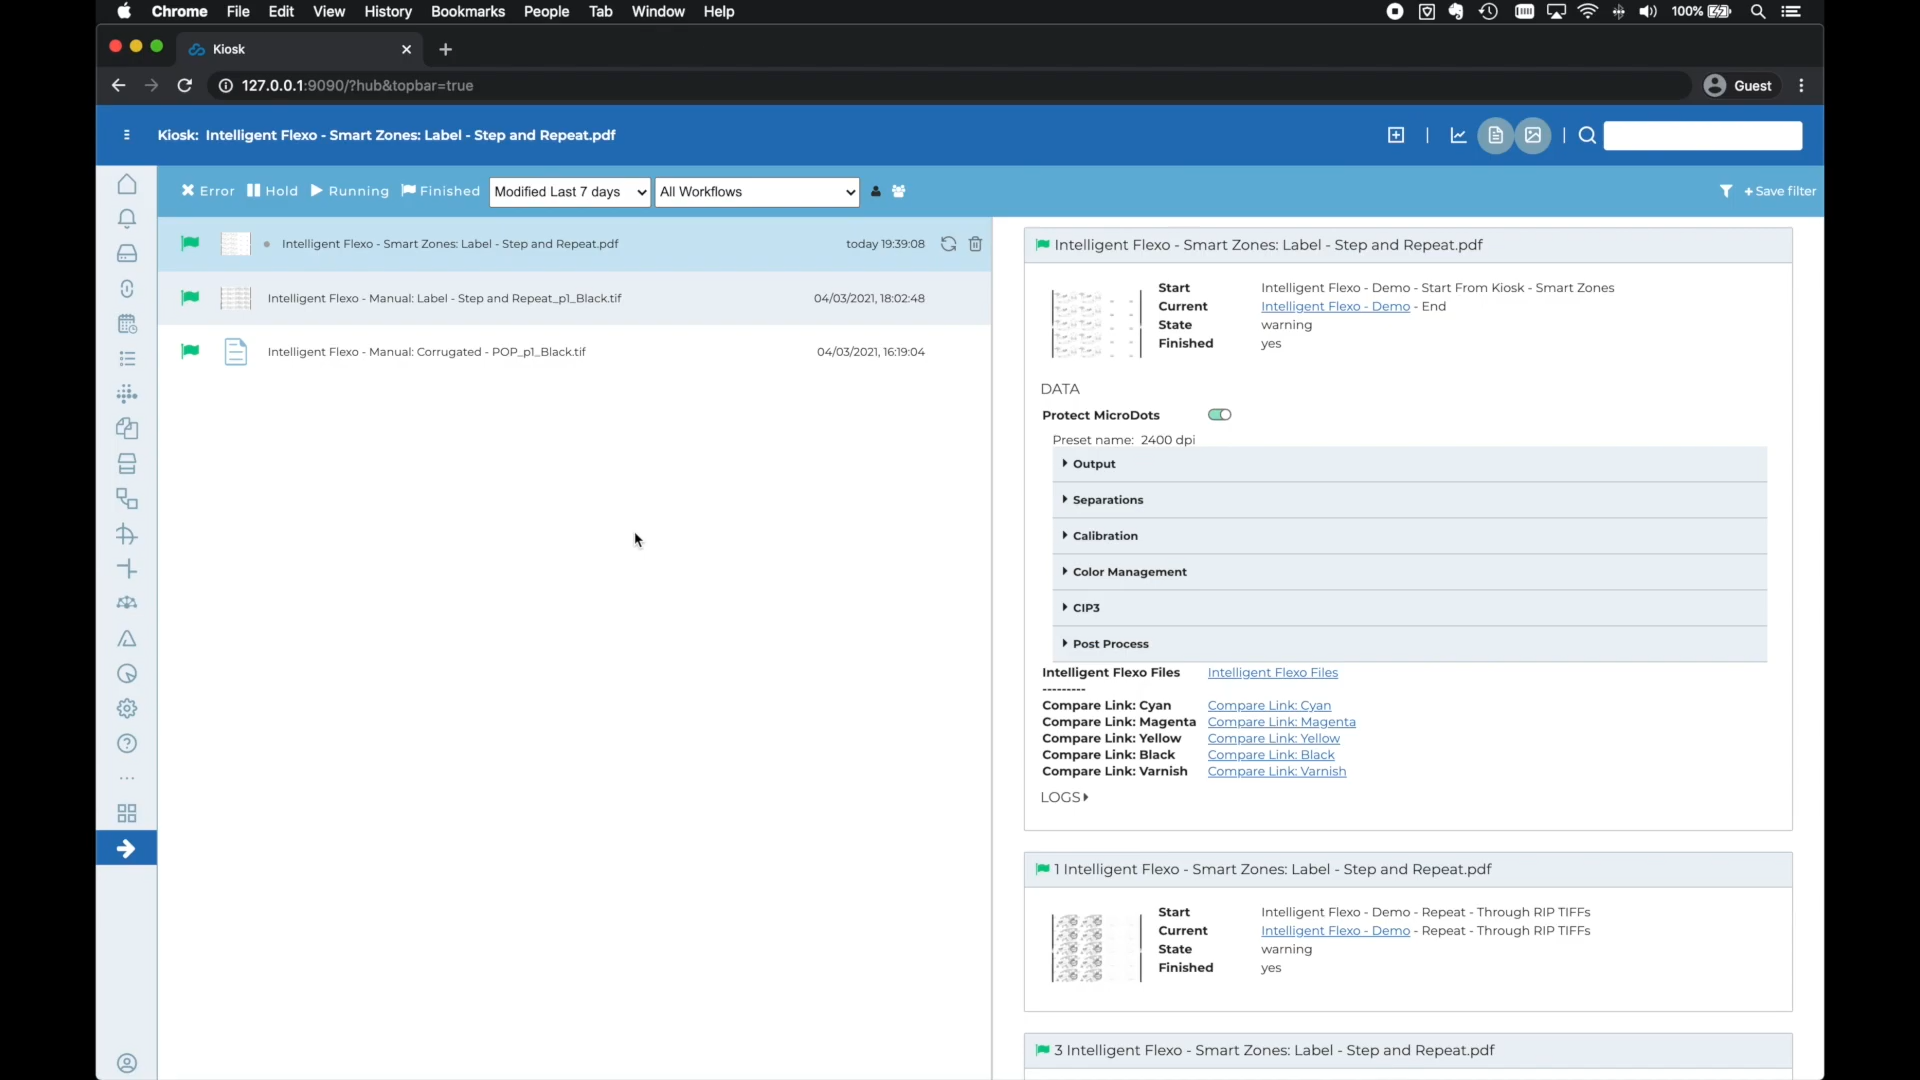 Chrome File Edit View History Bookmarks People Tab Window Help 100%
Kiosk
127.0.0.1:9090/?hub&topbar=true Guest
Kiosk: Intelligent Flexo - Smart Zones: Label - Step and Repeat.pdf
Error Hold Running Finished Modified Last 7 days All Workflows + Save filter
Intelligent Flexo - Smart Zones: Label - Step and Repeat.pdf today 19:39:08
Intelligent Flexo - Manual: Label - Step and Repeat_p1_Black.tif 04/03/2021, 18:02:48
Intelligent Flexo - Manual: Corrugated - POP_p1_Black.tif 04/03/2021, 16:19:04
Intelligent Flexo - Smart Zones: Label - Step and Repeat.pdf
Start Intelligent Flexo - Demo - Start From Kiosk - Smart Zones
Current Intelligent Flexo - Demo - End
State warning
Finished yes
DATA
Protect MicroDots
Preset name: 2400 dpi
Output
Separations
Calibration
Color Management
CIP3
Post Process
Intelligent Flexo Files Intelligent Flexo Files
---------
Compare Link: Cyan Compare Link: Cyan
Compare Link: Magenta Compare Link: Magenta
Compare Link: Yellow Compare Link: Yellow
Compare Link: Black Compare Link: Black
Compare Link: Varnish Compare Link: Varnish
LOGS
1 Intelligent Flexo - Smart Zones: Label - Step and Repeat.pdf
Start Intelligent Flexo - Demo - Repeat - Through RIP TIFFs
Current Intelligent Flexo - Demo - Repeat - Through RIP TIFFs
State warning
Finished yes
3 Intelligent Flexo - Smart Zones: Label - Step and Repeat.pdf